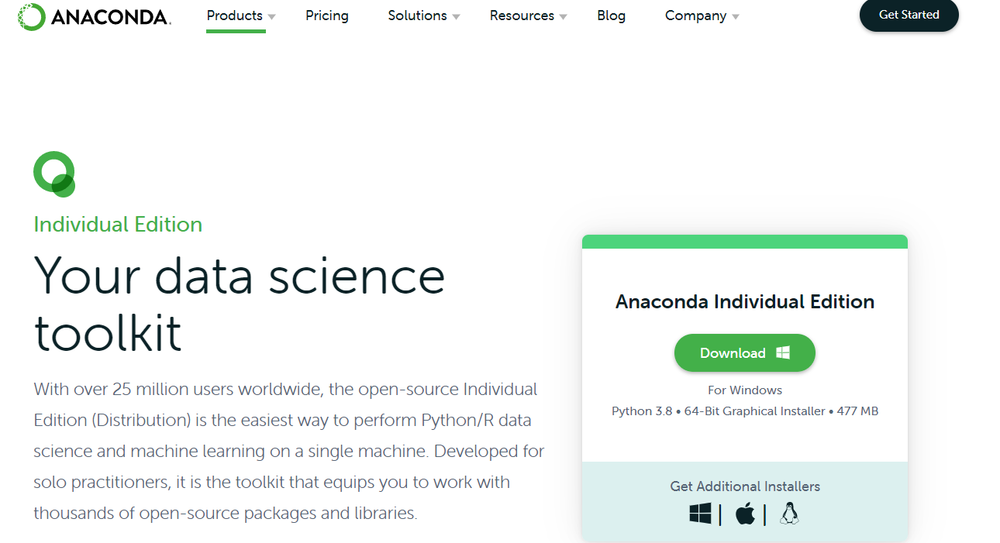 ANACONDA.
Products Pricing Solutions Resources Blog Company Get Started
Individual Edition
Your data science
toolkit
With over 25 million users worldwide, the open-source Individual
Edition (Distribution) is the easiest way to perform Python/R data
science and machine learning on a single machine. Developed for
solo practitioners, it is the toolkit that equips you to work with
thousands of open-source packages and libraries.
Anaconda Individual Edition
Download
For Windows
Python 3.8 • 64-Bit Graphical Installer • 477 MB
Get Additional Installers
| |